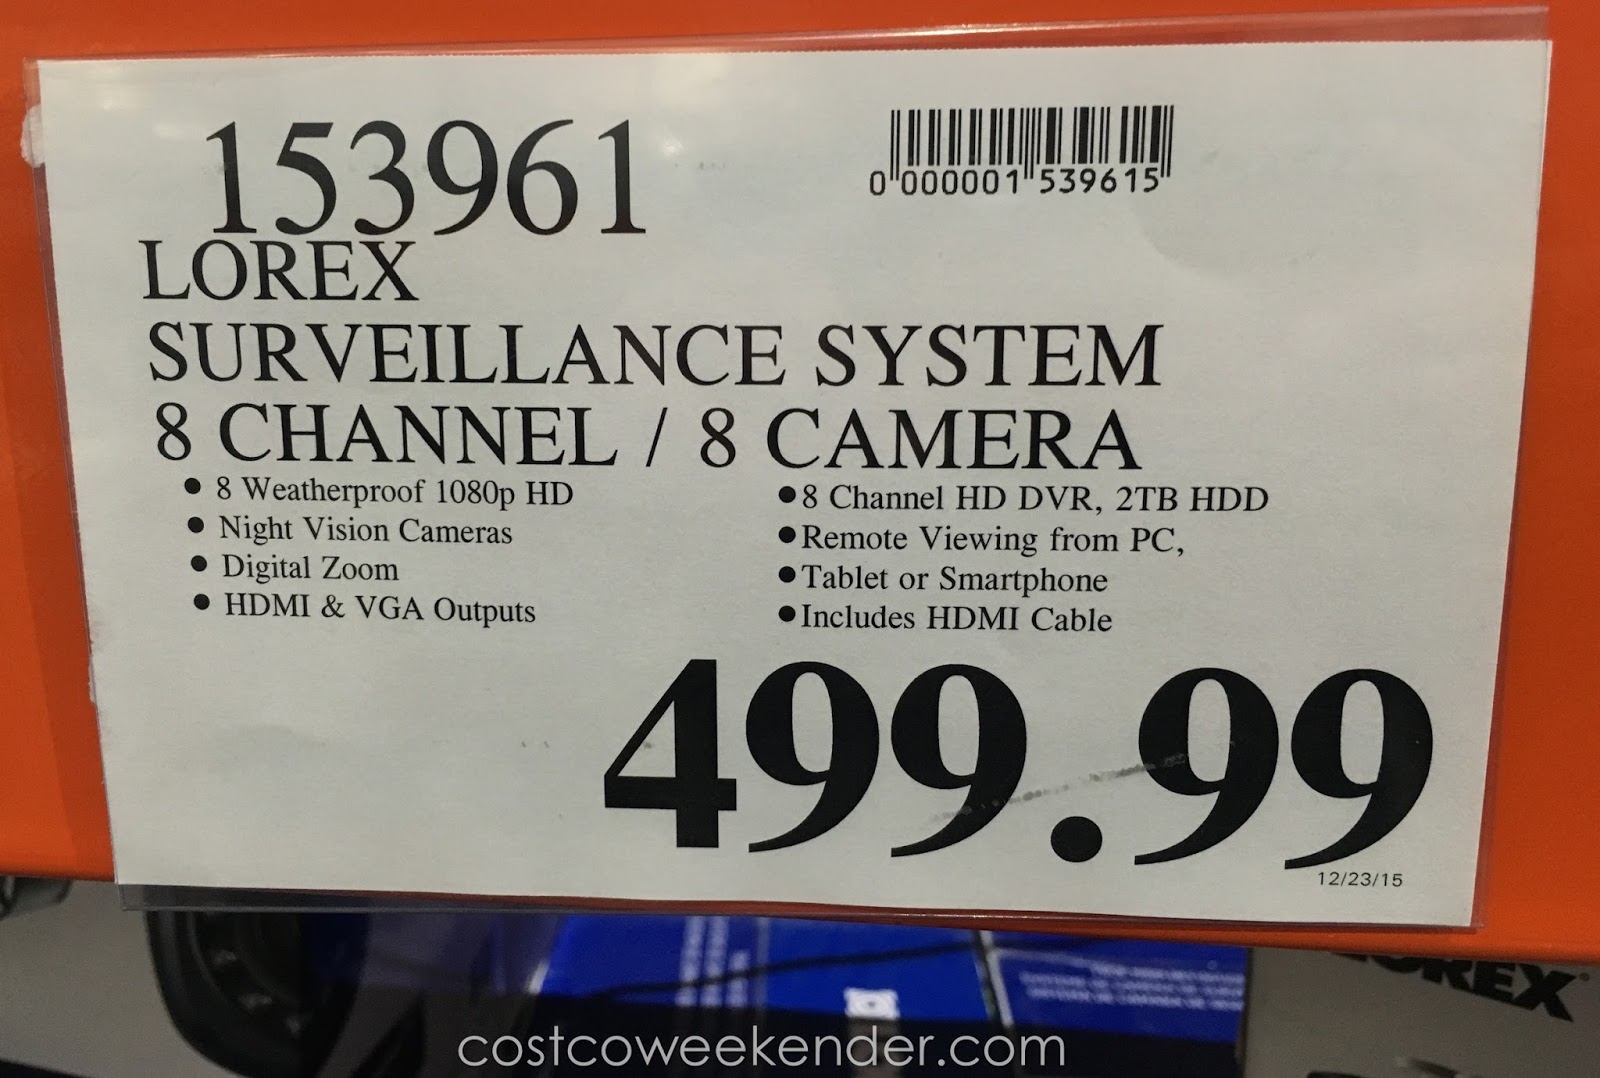 153961
0 000001 539615
LOREX
SURVEILLANCE SYSTEM
8 CHANNEL / 8 CAMERA
● 8 Weatherproof 1080p HD
● Night Vision Cameras
● Digital Zoom
● HDMI & VGA Outputs
● 8 Channel HD DVR, 2TB HDD
● Remote Viewing from PC,
● Tablet or Smartphone
● Includes HDMI Cable
499.99
12/23/15
LOREX
costcoweekender.com